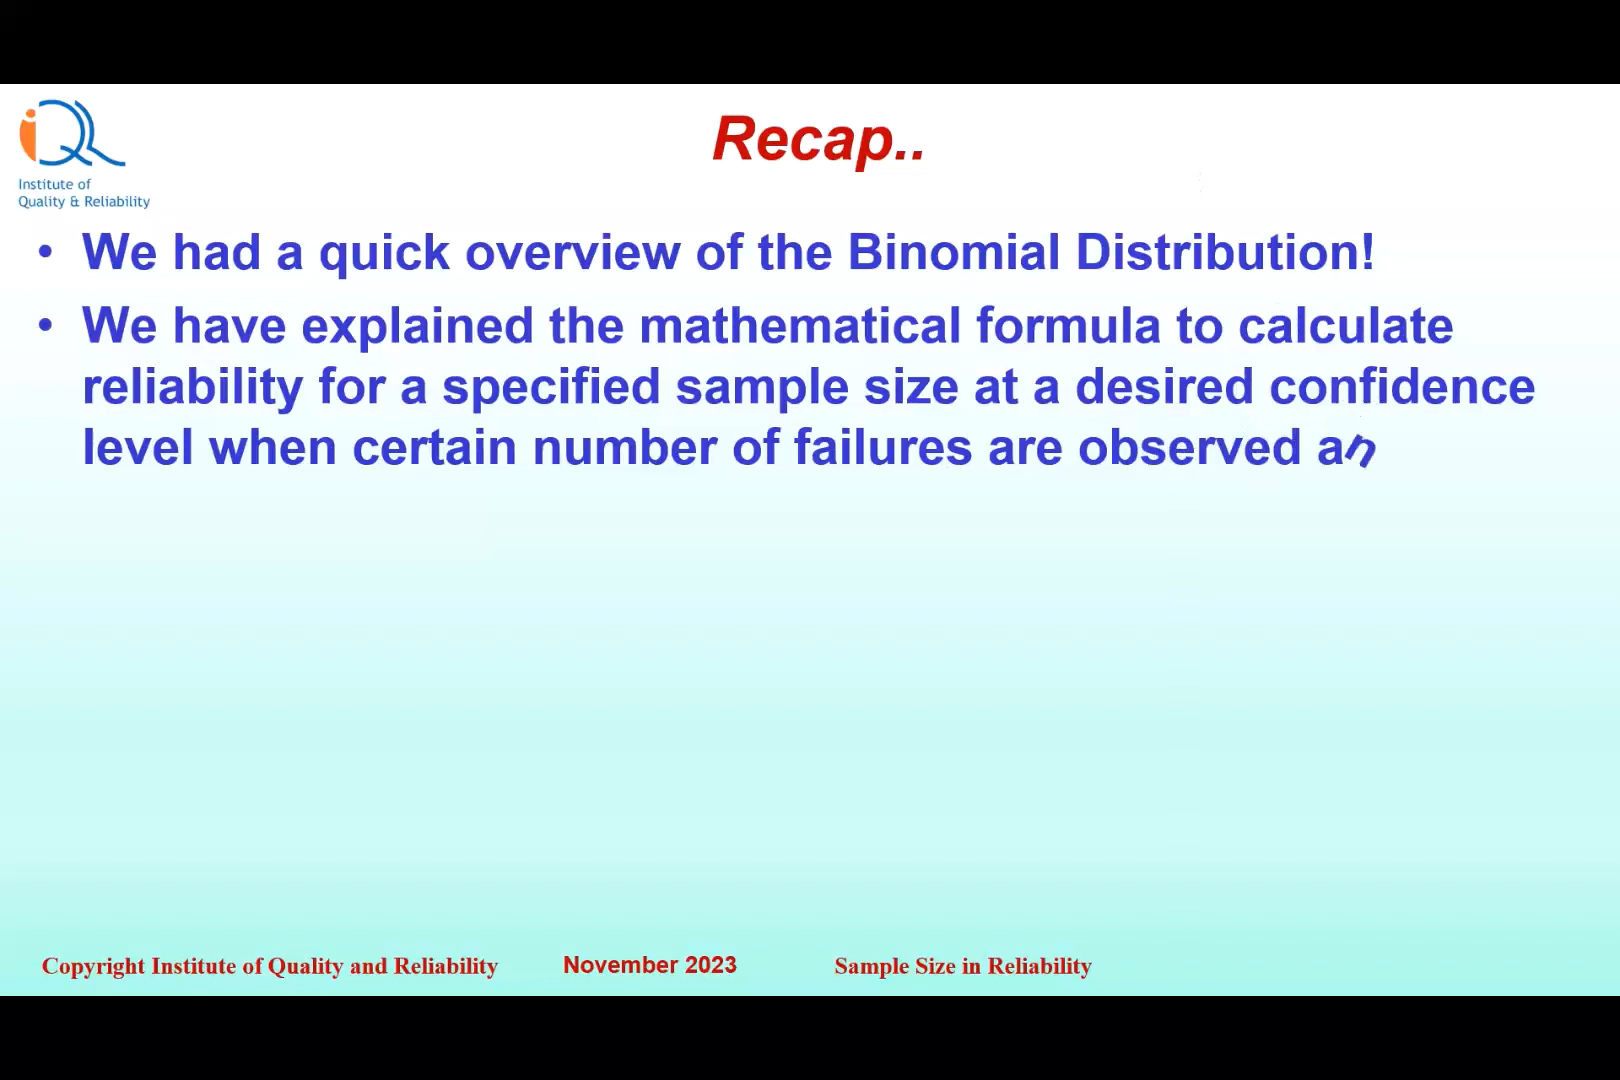 iQR
Institute of
Quality & Reliability
Recap..
• We had a quick overview of the Binomial Distribution!
• We have explained the mathematical formula to calculate
reliability for a specified sample size at a desired confidence
level when certain number of failures are observed an
Copyright Institute of Quality and Reliability November 2023 Sample Size in Reliability